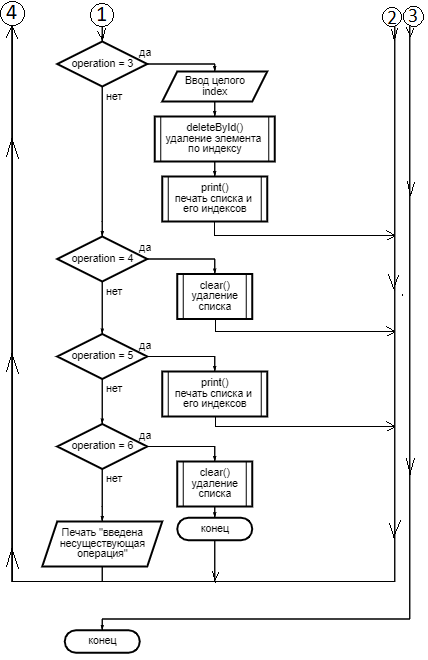 4
1
2
3
operation = 3
да
нет
Ввод целого
index
deleteById()
удаление элемента
по индексу
print()
печать списка и
его индексов
operation = 4
да
нет
clear()
удаление
списка
operation = 5
да
нет
print()
печать списка и
его индексов
operation = 6
да
нет
clear()
удаление
списка
конец
Печать "введена
несуществующая
операция"
конец